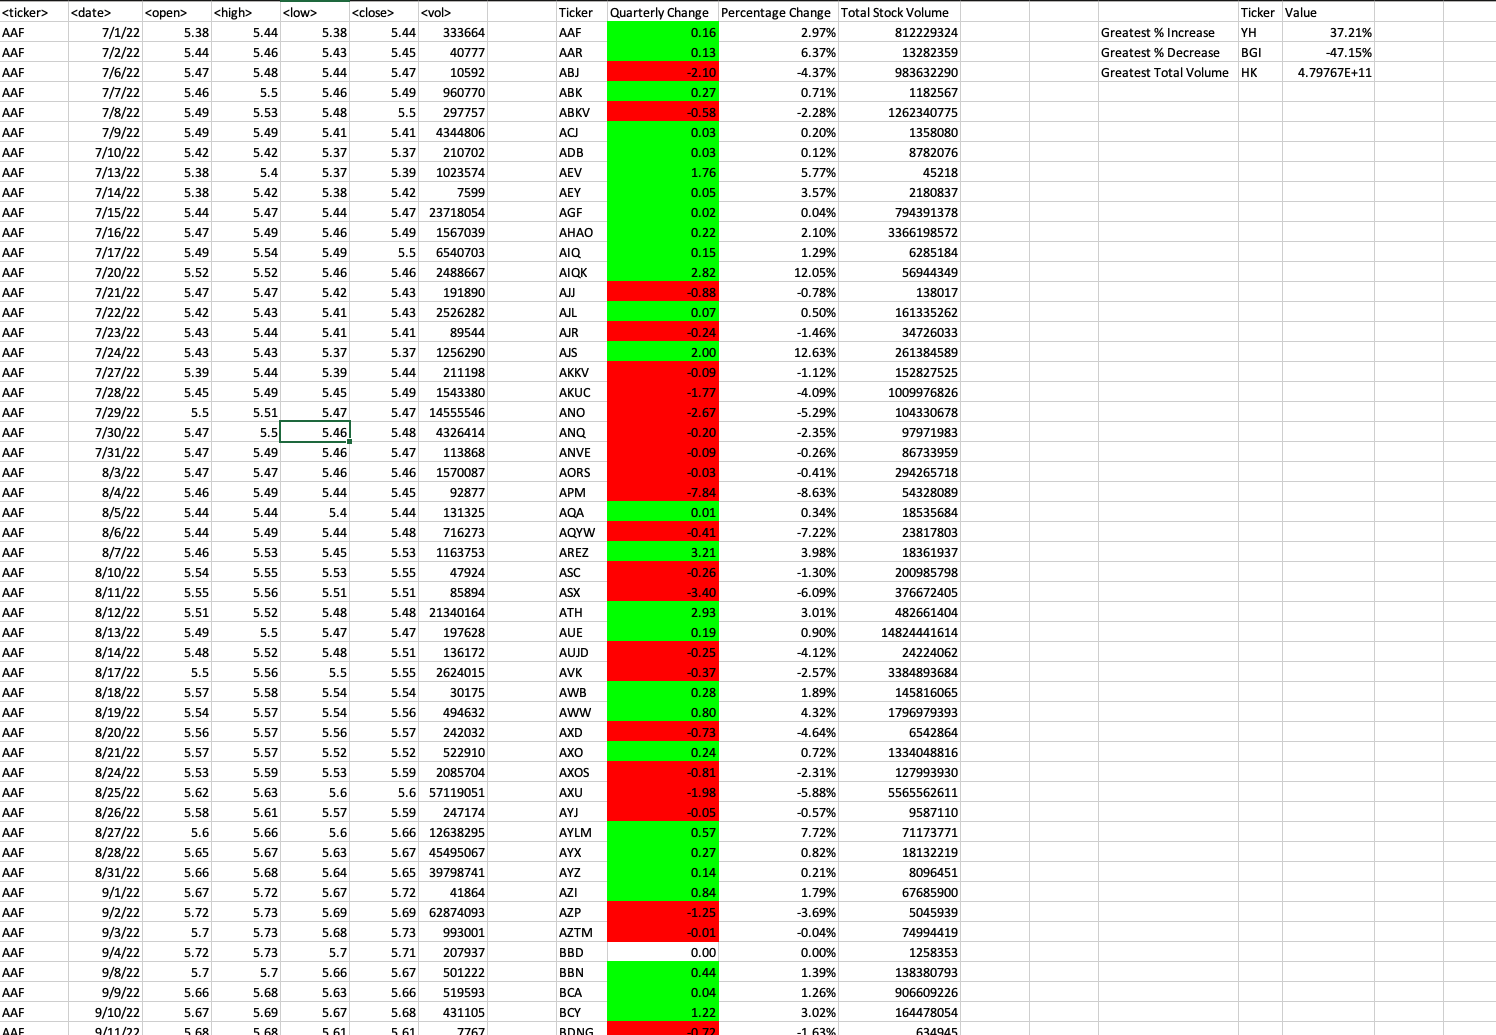 <ticker> <date> <open> <high> <low> <close> <vol> Ticker Quarterly Change Percentage Change Total Stock Volume Ticker Value
AAF 7/1/22 5.38 5.44 5.38 5.44 333664 AAF 0.16 2.97% 812229324 Greatest % Increase YH 37.21%
AAF 7/2/22 5.44 5.46 5.43 5.45 40777 AAR 0.13 6.37% 13282359 Greatest % Decrease BGI -47.15%
AAF 7/6/22 5.47 5.48 5.44 5.47 10592 ABJ -2.10 -4.37% 983632290 Greatest Total Volume HK 4.79767E+11
AAF 7/7/22 5.46 5.5 5.46 5.49 960770 ABK 0.27 0.71% 1182567
AAF 7/8/22 5.49 5.53 5.48 5.5 297757 ABKV -0.58 -2.28% 1262340775
AAF 7/9/22 5.49 5.49 5.41 5.41 4344806 ACJ 0.03 0.20% 1358080
AAF 7/10/22 5.42 5.42 5.37 5.37 210702 ADB 0.03 0.12% 8782076
AAF 7/13/22 5.38 5.4 5.37 5.39 1023574 AEV 1.76 5.77% 45218
AAF 7/14/22 5.38 5.42 5.38 5.42 7599 AEY 0.05 3.57% 2180837
AAF 7/15/22 5.44 5.47 5.44 5.47 23718054 AGF 0.02 0.04% 794391378
AAF 7/16/22 5.47 5.49 5.46 5.49 1567039 AHAO 0.22 2.10% 3366198572
AAF 7/17/22 5.49 5.54 5.49 5.5 6540703 AIQ 0.15 1.29% 6285184
AAF 7/20/22 5.52 5.52 5.46 5.46 2488667 AIQK 2.82 12.05% 56944349
AAF 7/21/22 5.47 5.47 5.42 5.43 191890 AJJ -0.88 -0.78% 138017
AAF 7/22/22 5.42 5.43 5.41 5.43 2526282 AJL 0.07 0.50% 161335262
AAF 7/23/22 5.43 5.44 5.41 5.41 89544 AJR -0.24 -1.46% 34726033
AAF 7/24/22 5.43 5.43 5.37 5.37 1256290 AJS 2.00 12.63% 261384589
AAF 7/27/22 5.39 5.44 5.39 5.44 211198 AKKV -0.09 -1.12% 152827525
AAF 7/28/22 5.45 5.49 5.45 5.49 1543380 AKUC -1.77 -4.09% 1009976826
AAF 7/29/22 5.5 5.51 5.47 5.47 14555546 ANO -2.67 -5.29% 104330678
AAF 7/30/22 5.47 5.5 5.46 5.48 4326414 ANQ -0.20 -2.35% 97971983
AAF 7/31/22 5.47 5.49 5.46 5.47 113868 ANVE -0.09 -0.26% 86733959
AAF 8/3/22 5.47 5.47 5.46 5.46 1570087 AORS -0.03 -0.41% 294265718
AAF 8/4/22 5.46 5.49 5.44 5.45 92877 APM -7.84 -8.63% 54328089
AAF 8/5/22 5.44 5.44 5.4 5.44 131325 AQA 0.01 0.34% 18535684
AAF 8/6/22 5.44 5.49 5.44 5.48 716273 AQYW -0.41 -7.22% 23817803
AAF 8/7/22 5.46 5.53 5.45 5.53 1163753 AREZ 3.21 3.98% 18361937
AAF 8/10/22 5.54 5.55 5.53 5.55 47924 ASC -0.26 -1.30% 200985798
AAF 8/11/22 5.55 5.56 5.51 5.51 85894 ASX -3.40 -6.09% 376672405
AAF 8/12/22 5.51 5.52 5.48 5.48 21340164 ATH 2.93 3.01% 482661404
AAF 8/13/22 5.49 5.5 5.47 5.47 197628 AUE 0.19 0.90% 14824441614
AAF 8/14/22 5.48 5.52 5.48 5.51 136172 AUJD -0.25 -4.12% 24224062
AAF 8/17/22 5.5 5.56 5.5 5.55 2624015 AVK -0.37 -2.57% 3384893684
AAF 8/18/22 5.57 5.58 5.54 5.54 30175 AWB 0.28 1.89% 145816065
AAF 8/19/22 5.54 5.57 5.54 5.56 494632 AWW 0.80 4.32% 1796979393
AAF 8/20/22 5.56 5.57 5.56 5.57 242032 AXD -0.73 -4.64% 6542864
AAF 8/21/22 5.57 5.57 5.52 5.52 522910 AXO 0.24 0.72% 1334048816
AAF 8/24/22 5.53 5.59 5.53 5.59 2085704 AXOS -0.81 -2.31% 127993930
AAF 8/25/22 5.62 5.63 5.6 5.6 57119051 AXU -1.98 -5.88% 5565562611
AAF 8/26/22 5.58 5.61 5.57 5.59 247174 AYJ -0.05 -0.57% 9587110
AAF 8/27/22 5.6 5.66 5.6 5.66 12638295 AYLM 0.57 7.72% 71173771
AAF 8/28/22 5.65 5.67 5.63 5.67 45495067 AYX 0.27 0.82% 18132219
AAF 8/31/22 5.66 5.68 5.64 5.65 39798741 AYZ 0.14 0.21% 8096451
AAF 9/1/22 5.67 5.72 5.67 5.72 41864 AZI 0.84 1.79% 67685900
AAF 9/2/22 5.72 5.73 5.69 5.69 62874093 AZP -1.25 -3.69% 5045939
AAF 9/3/22 5.7 5.73 5.68 5.73 993001 AZTM -0.01 -0.04% 74994419
AAF 9/4/22 5.72 5.73 5.7 5.71 207937 BBD 0.00 0.00% 1258353
AAF 9/8/22 5.7 5.7 5.66 5.67 501222 BBN 0.44 1.39% 138380793
AAF 9/9/22 5.66 5.68 5.63 5.66 519593 BCA 0.04 1.26% 906609226
AAF 9/10/22 5.67 5.69 5.67 5.68 431105 BCY 1.22 3.02% 164478054
AAF 9/11/22 5.68 5.68 5.61 5.61 7767 BDNG -0.72 -1.63% 634945